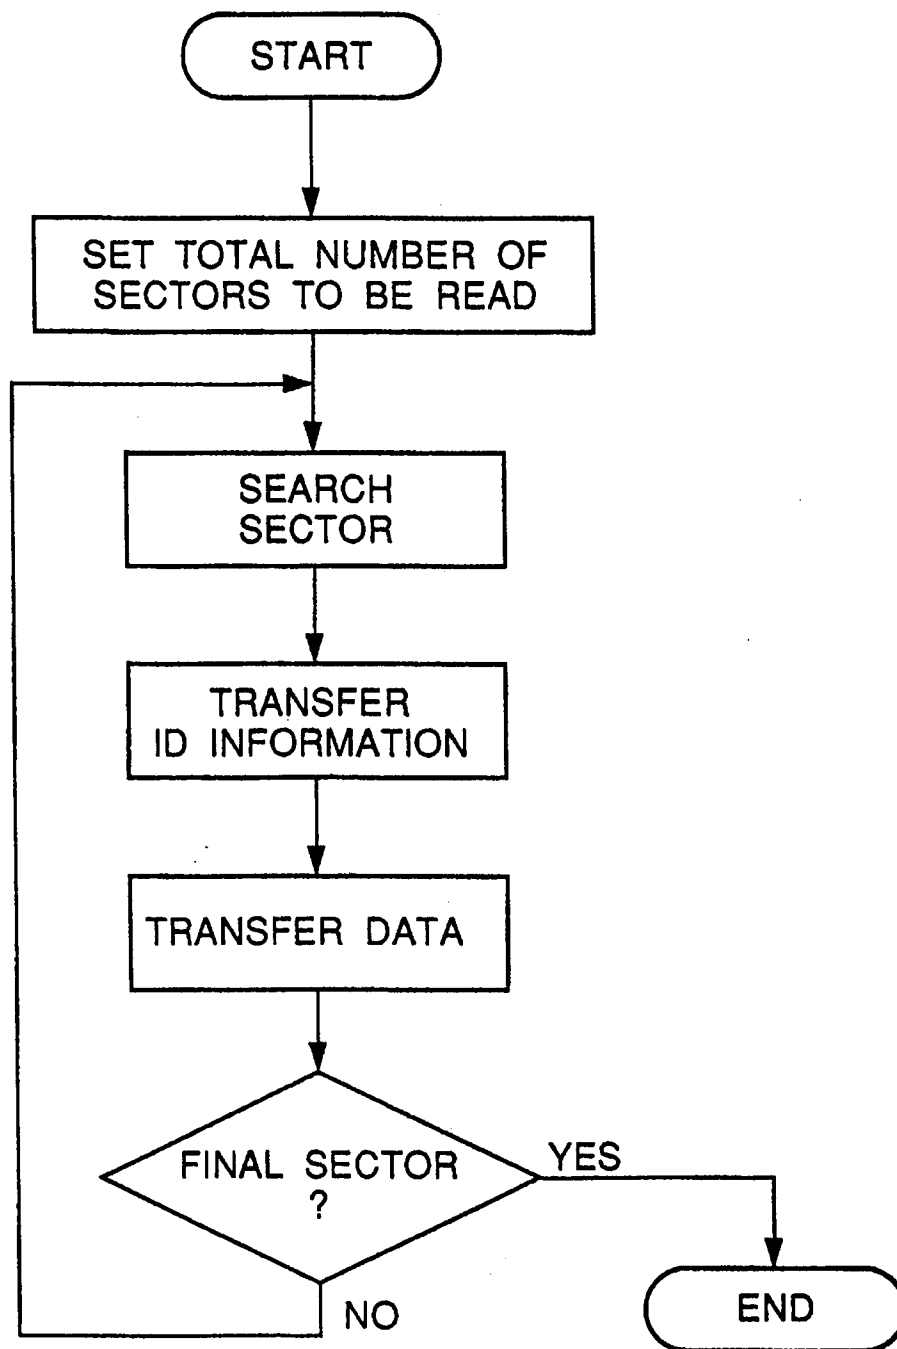 START
SET TOTAL NUMBER OF
SECTORS TO BE READ
SEARCH
SECTOR
TRANSFER
ID INFORMATION
TRANSFER DATA
FINAL SECTOR
?
YES
NO
END